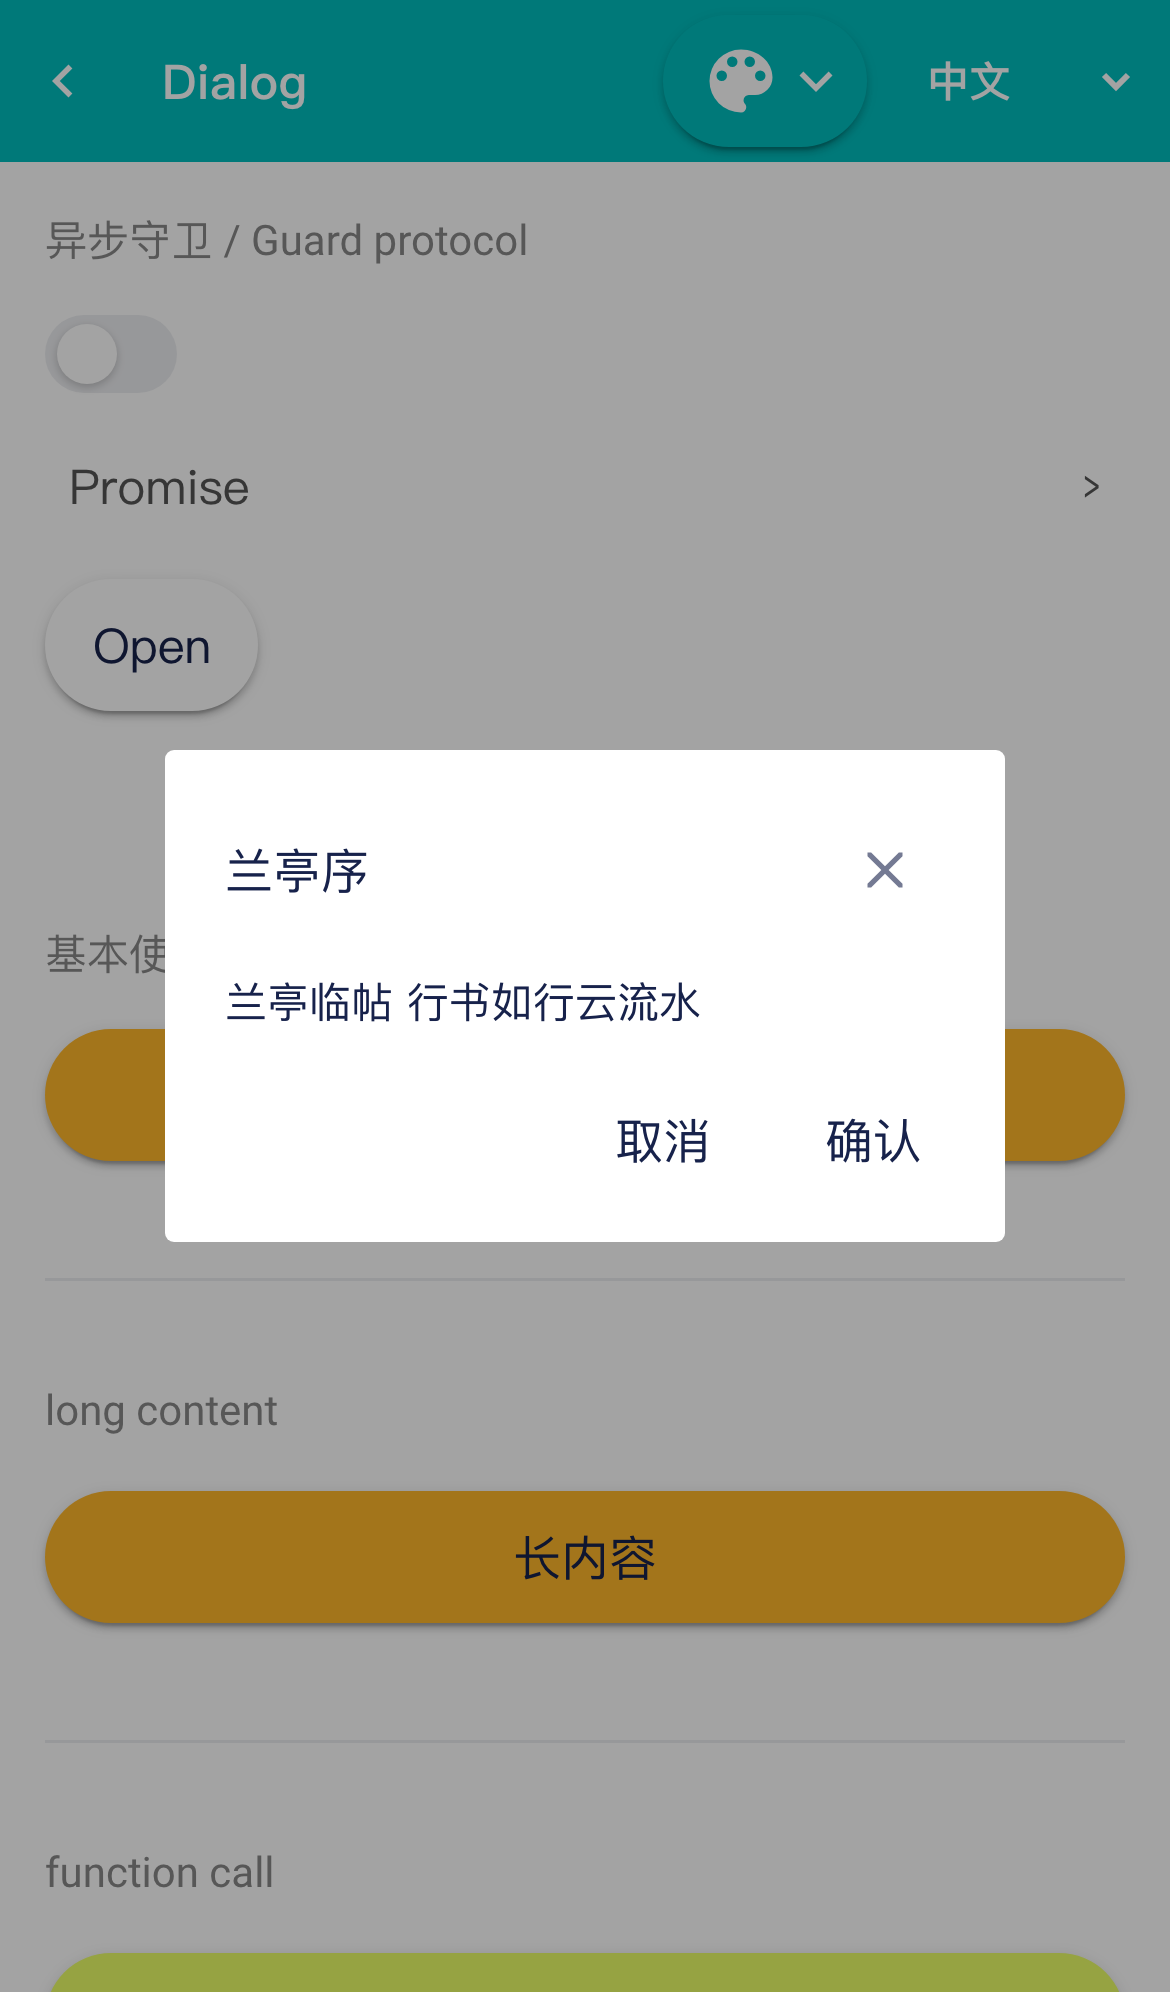 Dialog
中文
异步守卫 / Guard protocol
Promise
Open
兰亭序
基本使
兰亭临帖 行书如行云流水
取消
确认
long content
长内容
function call